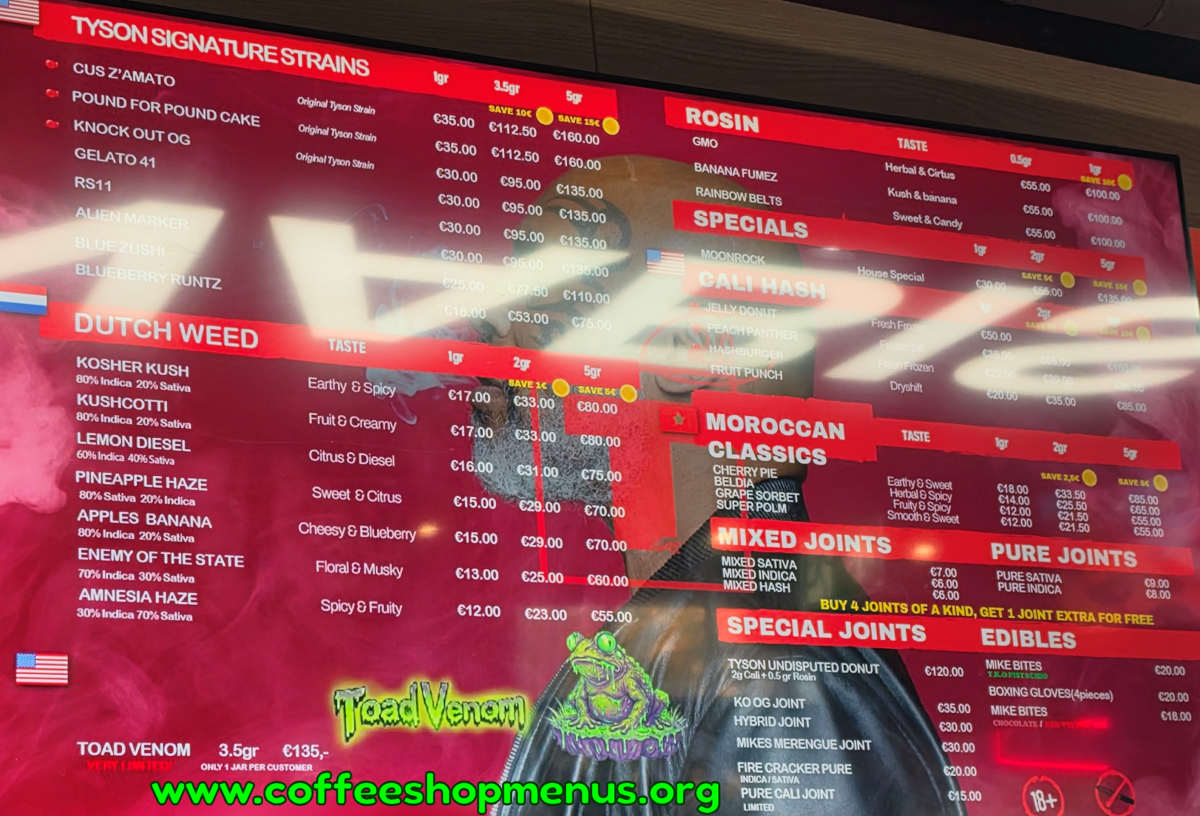 TYSON SIGNATURE STRAINS 1gr 3.5gr 5gr
SAVE 10€ SAVE 15€
CUS Z'AMATO Original Tyson Strain €35.00 €112.50 €160.00
POUND FOR POUND CAKE Original Tyson Strain €35.00 €112.50 €160.00
KNOCK OUT OG Original Tyson Strain €30.00 €95.00 €135.00
GELATO 41 €30.00 €95.00 €135.00
RS11 €30.00 €95.00 €135.00
ALIEN MARKER €30.00 €95.00 €135.00
BLUE ZUSHI €25.00 €77.50 €110.00
BLUEBERRY RUNTZ €16.00 €53.00 €75.00
DUTCH WEED TASTE 1gr 2gr 5gr
SAVE 1€ SAVE 5€
KOSHER KUSH Earthy & Spicy €17.00 €33.00 €80.00
80% Indica 20% Sativa
KUSHCOTTI Fruit & Creamy €17.00 €33.00 €80.00
80% Indica 20% Sativa
LEMON DIESEL Citrus & Diesel €16.00 €31.00 €75.00
60% Indica 40% Sativa
PINEAPPLE HAZE Sweet & Citrus €15.00 €29.00 €70.00
80% Sativa 20% Indica
APPLES BANANA Cheesy & Blueberry €15.00 €29.00 €70.00
80% Indica 20% Sativa
ENEMY OF THE STATE Floral & Musky €13.00 €25.00 €60.00
70% Indica 30% Sativa
AMNESIA HAZE Spicy & Fruity €12.00 €23.00 €55.00
30% Indica 70% Sativa
Toad Venom
TOAD VENOM 3.5gr €135,-
VERY LIMITED! ONLY 1 JAR PER CUSTOMER
ROSIN TASTE 0.5gr 1gr
SAVE 10€
GMO Herbal & Cirtus €55.00 €100.00
BANANA FUMEZ Kush & banana €55.00 €100.00
RAINBOW BELTS Sweet & Candy €55.00 €100.00
SPECIALS 1gr 2gr 5gr
SAVE 5€ SAVE 15€
MOONROCK House Special €30.00 €55.00 €135.00
CALI HASH 2gr
JELLY DONUT Fresh Frozen €50.00
PEACH PANTHER
HASHBURGER Frozen
FRUIT PUNCH Dryshift €20.00 €35.00 €85.00
MOROCCAN CLASSICS TASTE 1gr 2gr 5gr
SAVE 2,5€ SAVE 5€
CHERRY PIE Earthy & Sweet €18.00 €33.50 €85.00
BELDIA Herbal & Spicy €14.00 €25.50 €65.00
GRAPE SORBET Fruity & Spicy €12.00 €21.50 €55.00
SUPER POLM Smooth & Sweet €12.00 €21.50 €55.00
MIXED JOINTS
MIXED SATIVA €7.00
MIXED INDICA €6.00
MIXED HASH €6.00
PURE JOINTS
PURE SATIVA €9.00
PURE INDICA €8.00
BUY 4 JOINTS OF A KIND, GET 1 JOINT EXTRA FOR FREE
SPECIAL JOINTS
TYSON UNDISPUTED DONUT €120.00
2g Cali + 0.5 gr Rosin
KO OG JOINT €35.00
HYBRID JOINT €30.00
MIKES MERENGUE JOINT €30.00
FIRE CRACKER PURE €20.00
INDICA / SATIVA
PURE CALI JOINT €15.00
LIMITED
EDIBLES
MIKE BITES €20.00
BOXING GLOVES(4pieces) €20.00
MIKE BITES €16.00
18+
www.coffeeshopmenus.org